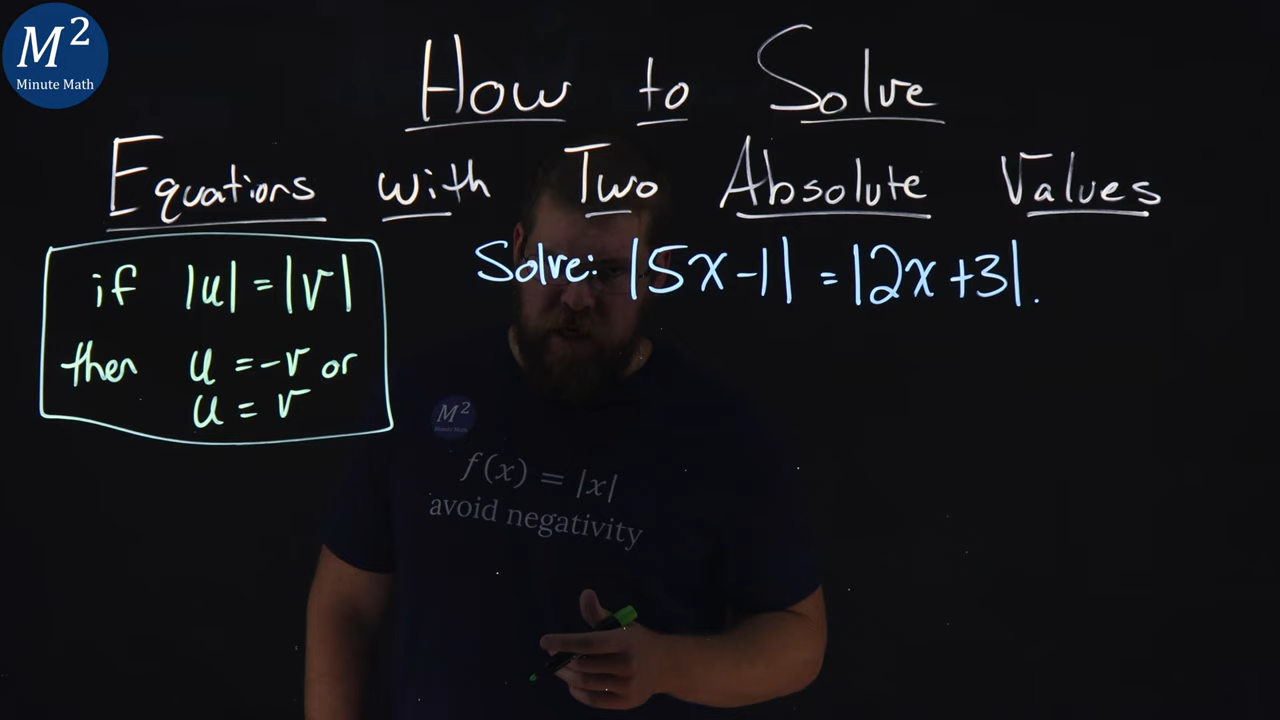 M²
Minute Math
How to Solve
Equations with Two Absolute Values
if |u| = |v|
then u = -v or
u = v
Solve: |5x-1| = |2x+3|.
M²
Minute Math
f(x) = |x|
avoid negativity